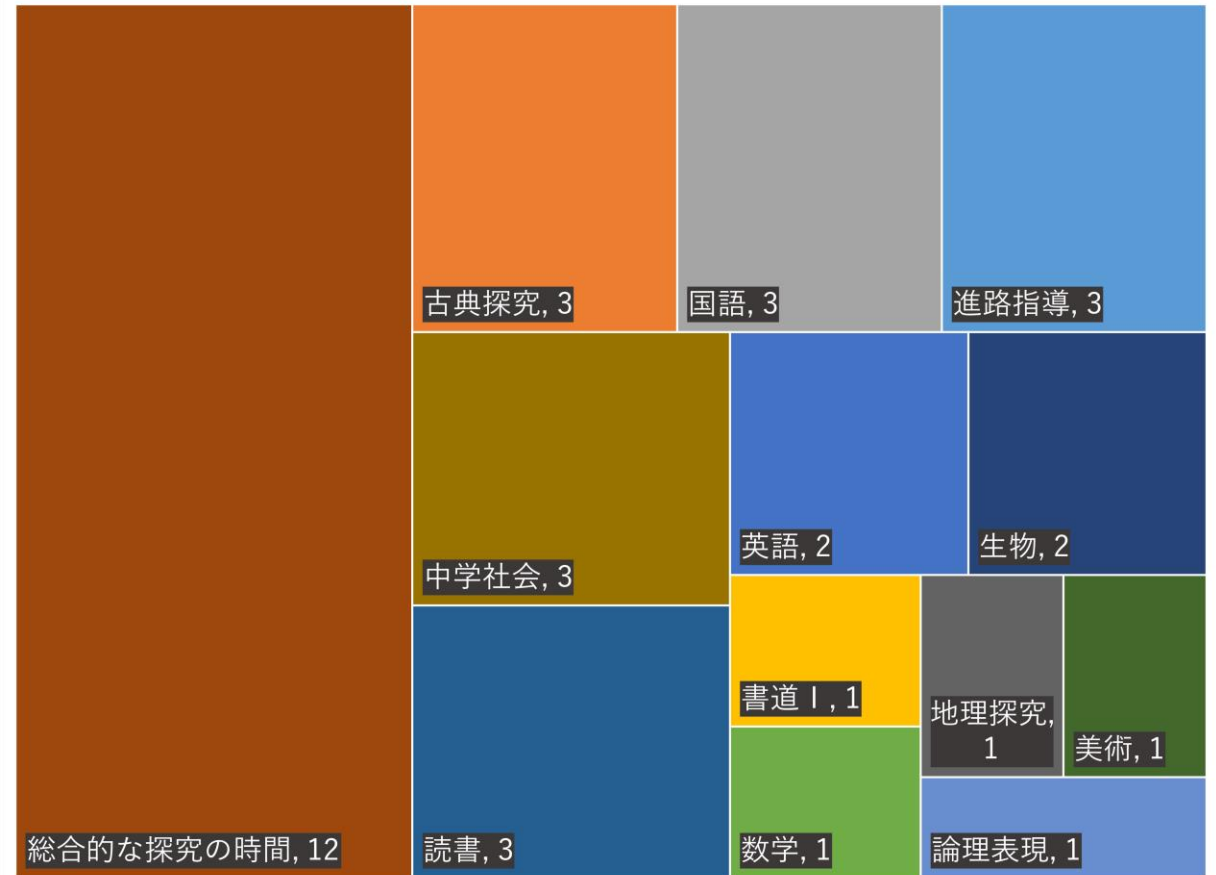 古典探究, 3
国語, 3
進路指導, 3
中学社会, 3
英語, 2
生物, 2
書道Ⅰ, 1
地理探究,
1
美術, 1
総合的な探究の時間, 12
読書, 3
数学, 1
論理表現, 1